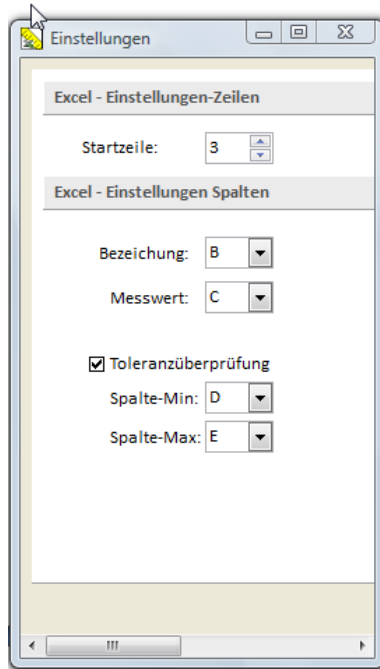 Einstellungen
Excel - Einstellungen-Zeilen
Startzeile: 3
Excel - Einstellungen Spalten
Bezeichung: B
Messwert: C
Toleranzüberprüfung
Spalte-Min: D
Spalte-Max: E